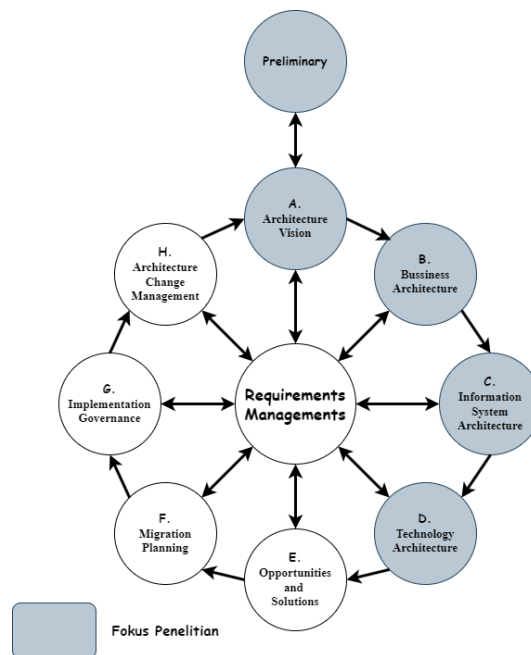 Preliminary
A.
Architecture
Vision
B.
Bussiness
Architecture
C.
Information
System
Architecture
D.
Technology
Architecture
E.
Opportunities
and
Solutions
F.
Migration
Planning
G.
Implementation
Governance
H.
Architecture
Change
Management
Requirements
Managements
Fokus Penelitian